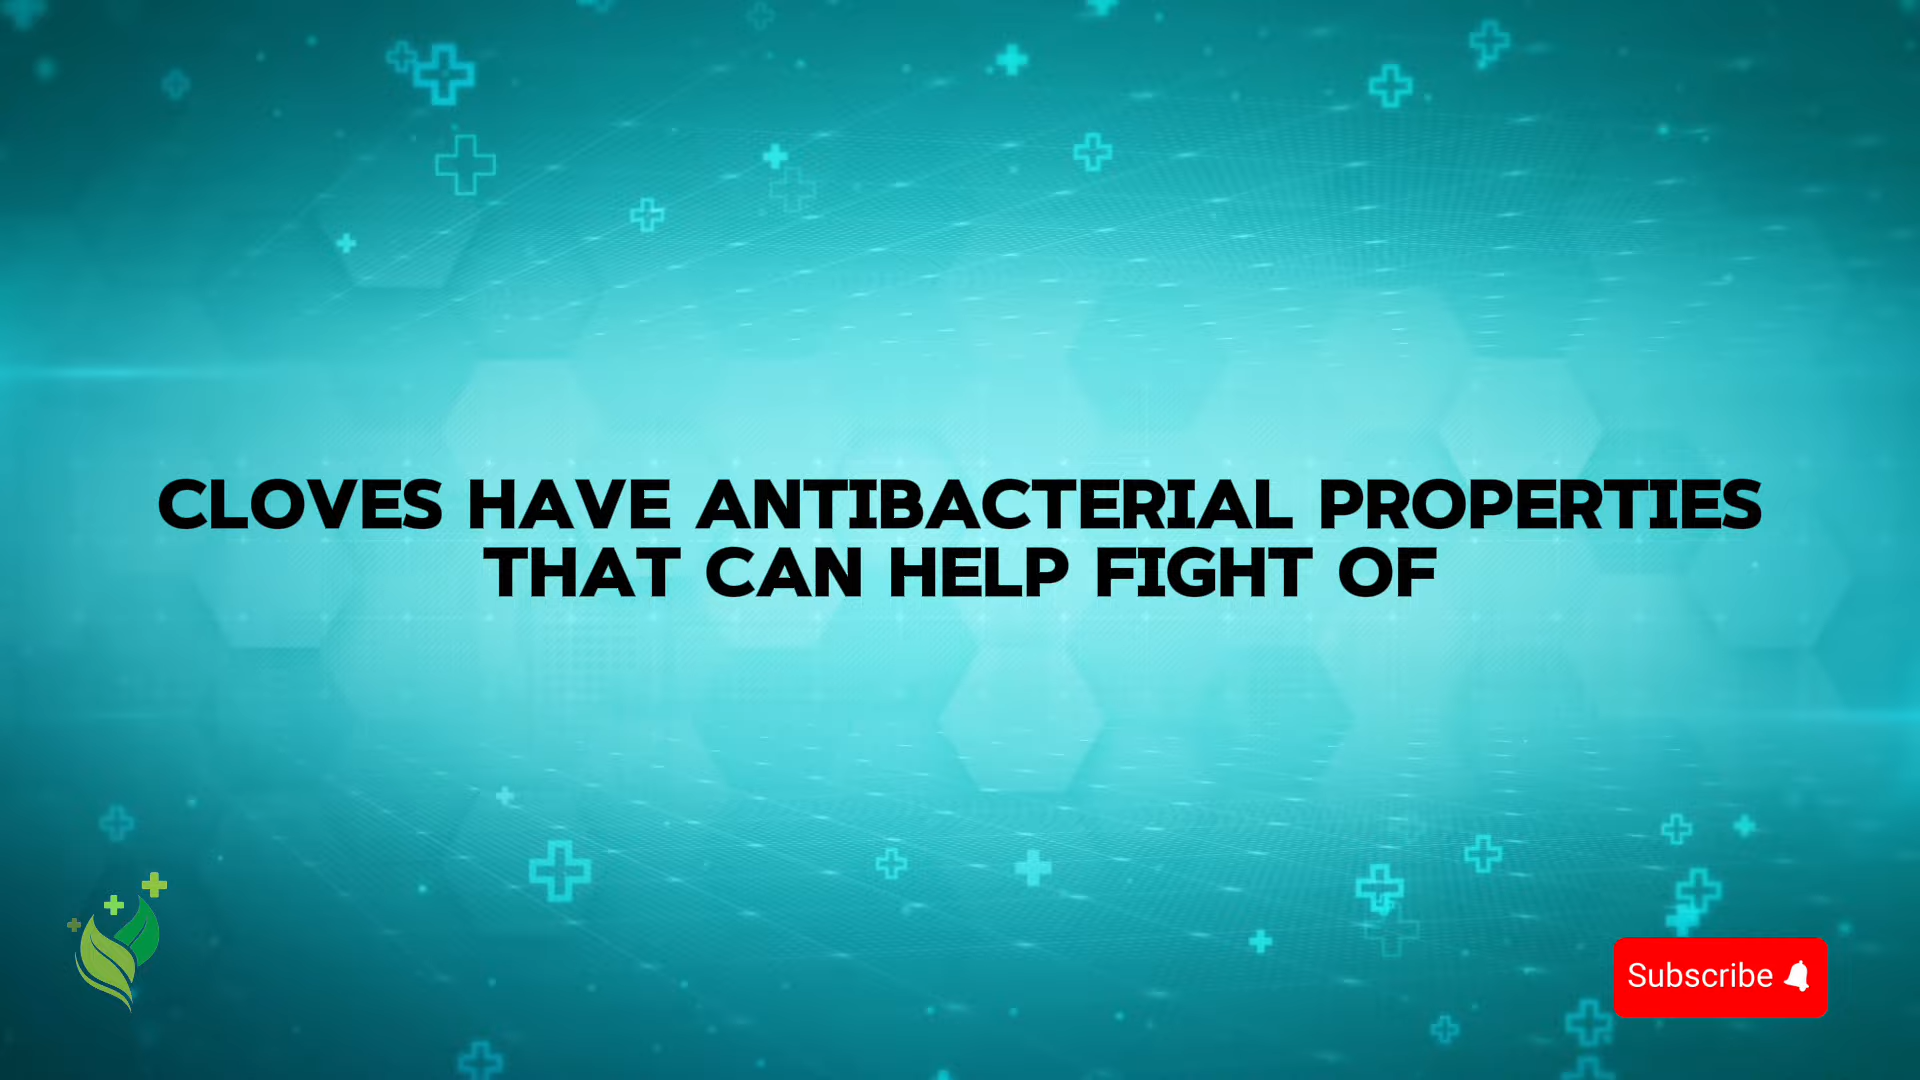 CLOVES HAVE ANTIBACTERIAL PROPERTIES
THAT CAN HELP FIGHT OF
Subscribe